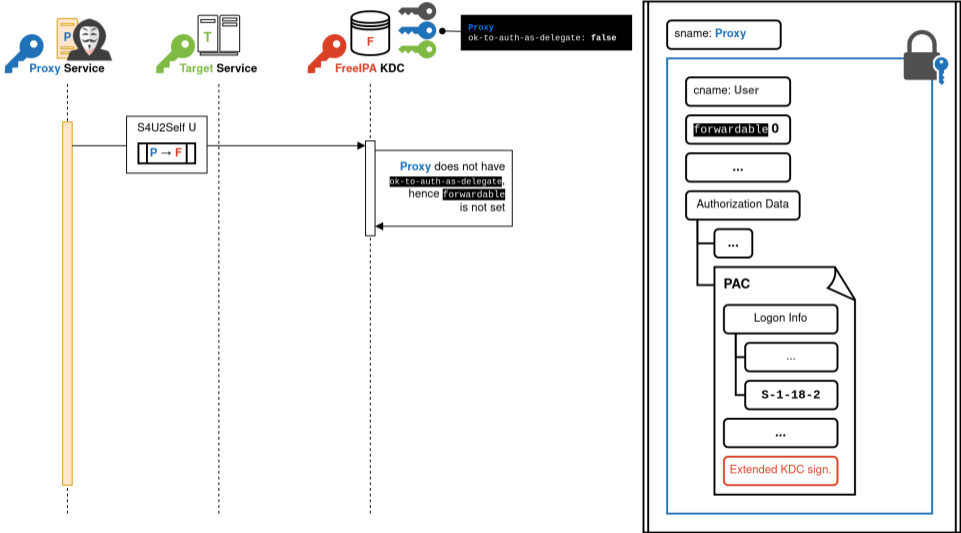 P
T
F
Proxy Service
Target Service
FreeIPA KDC
Proxy
ok-to-auth-as-delegate: false
S4U2Self U
P → F
Proxy does not have
ok-to-auth-as-delegate
hence forwardable
is not set
sname: Proxy
cname: User
forwardable 0
...
Authorization Data
...
PAC
Logon Info
...
S-1-18-2
...
Extended KDC sign.